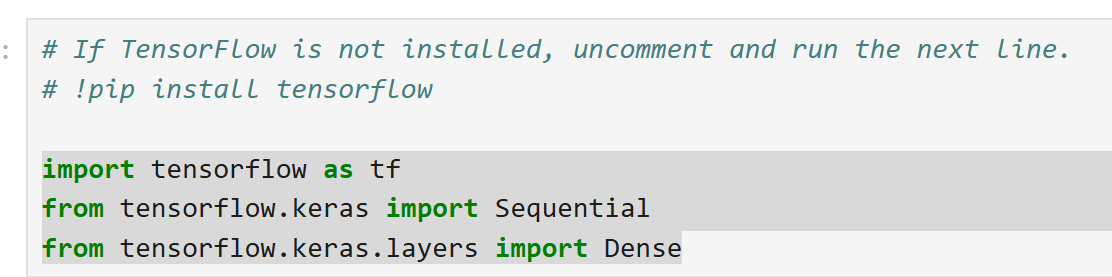 :
# If TensorFlow is not installed, uncomment and run the next line.
# !pip install tensorflow
import tensorflow as tf
from tensorflow.keras import Sequential
from tensorflow.keras.layers import Dense